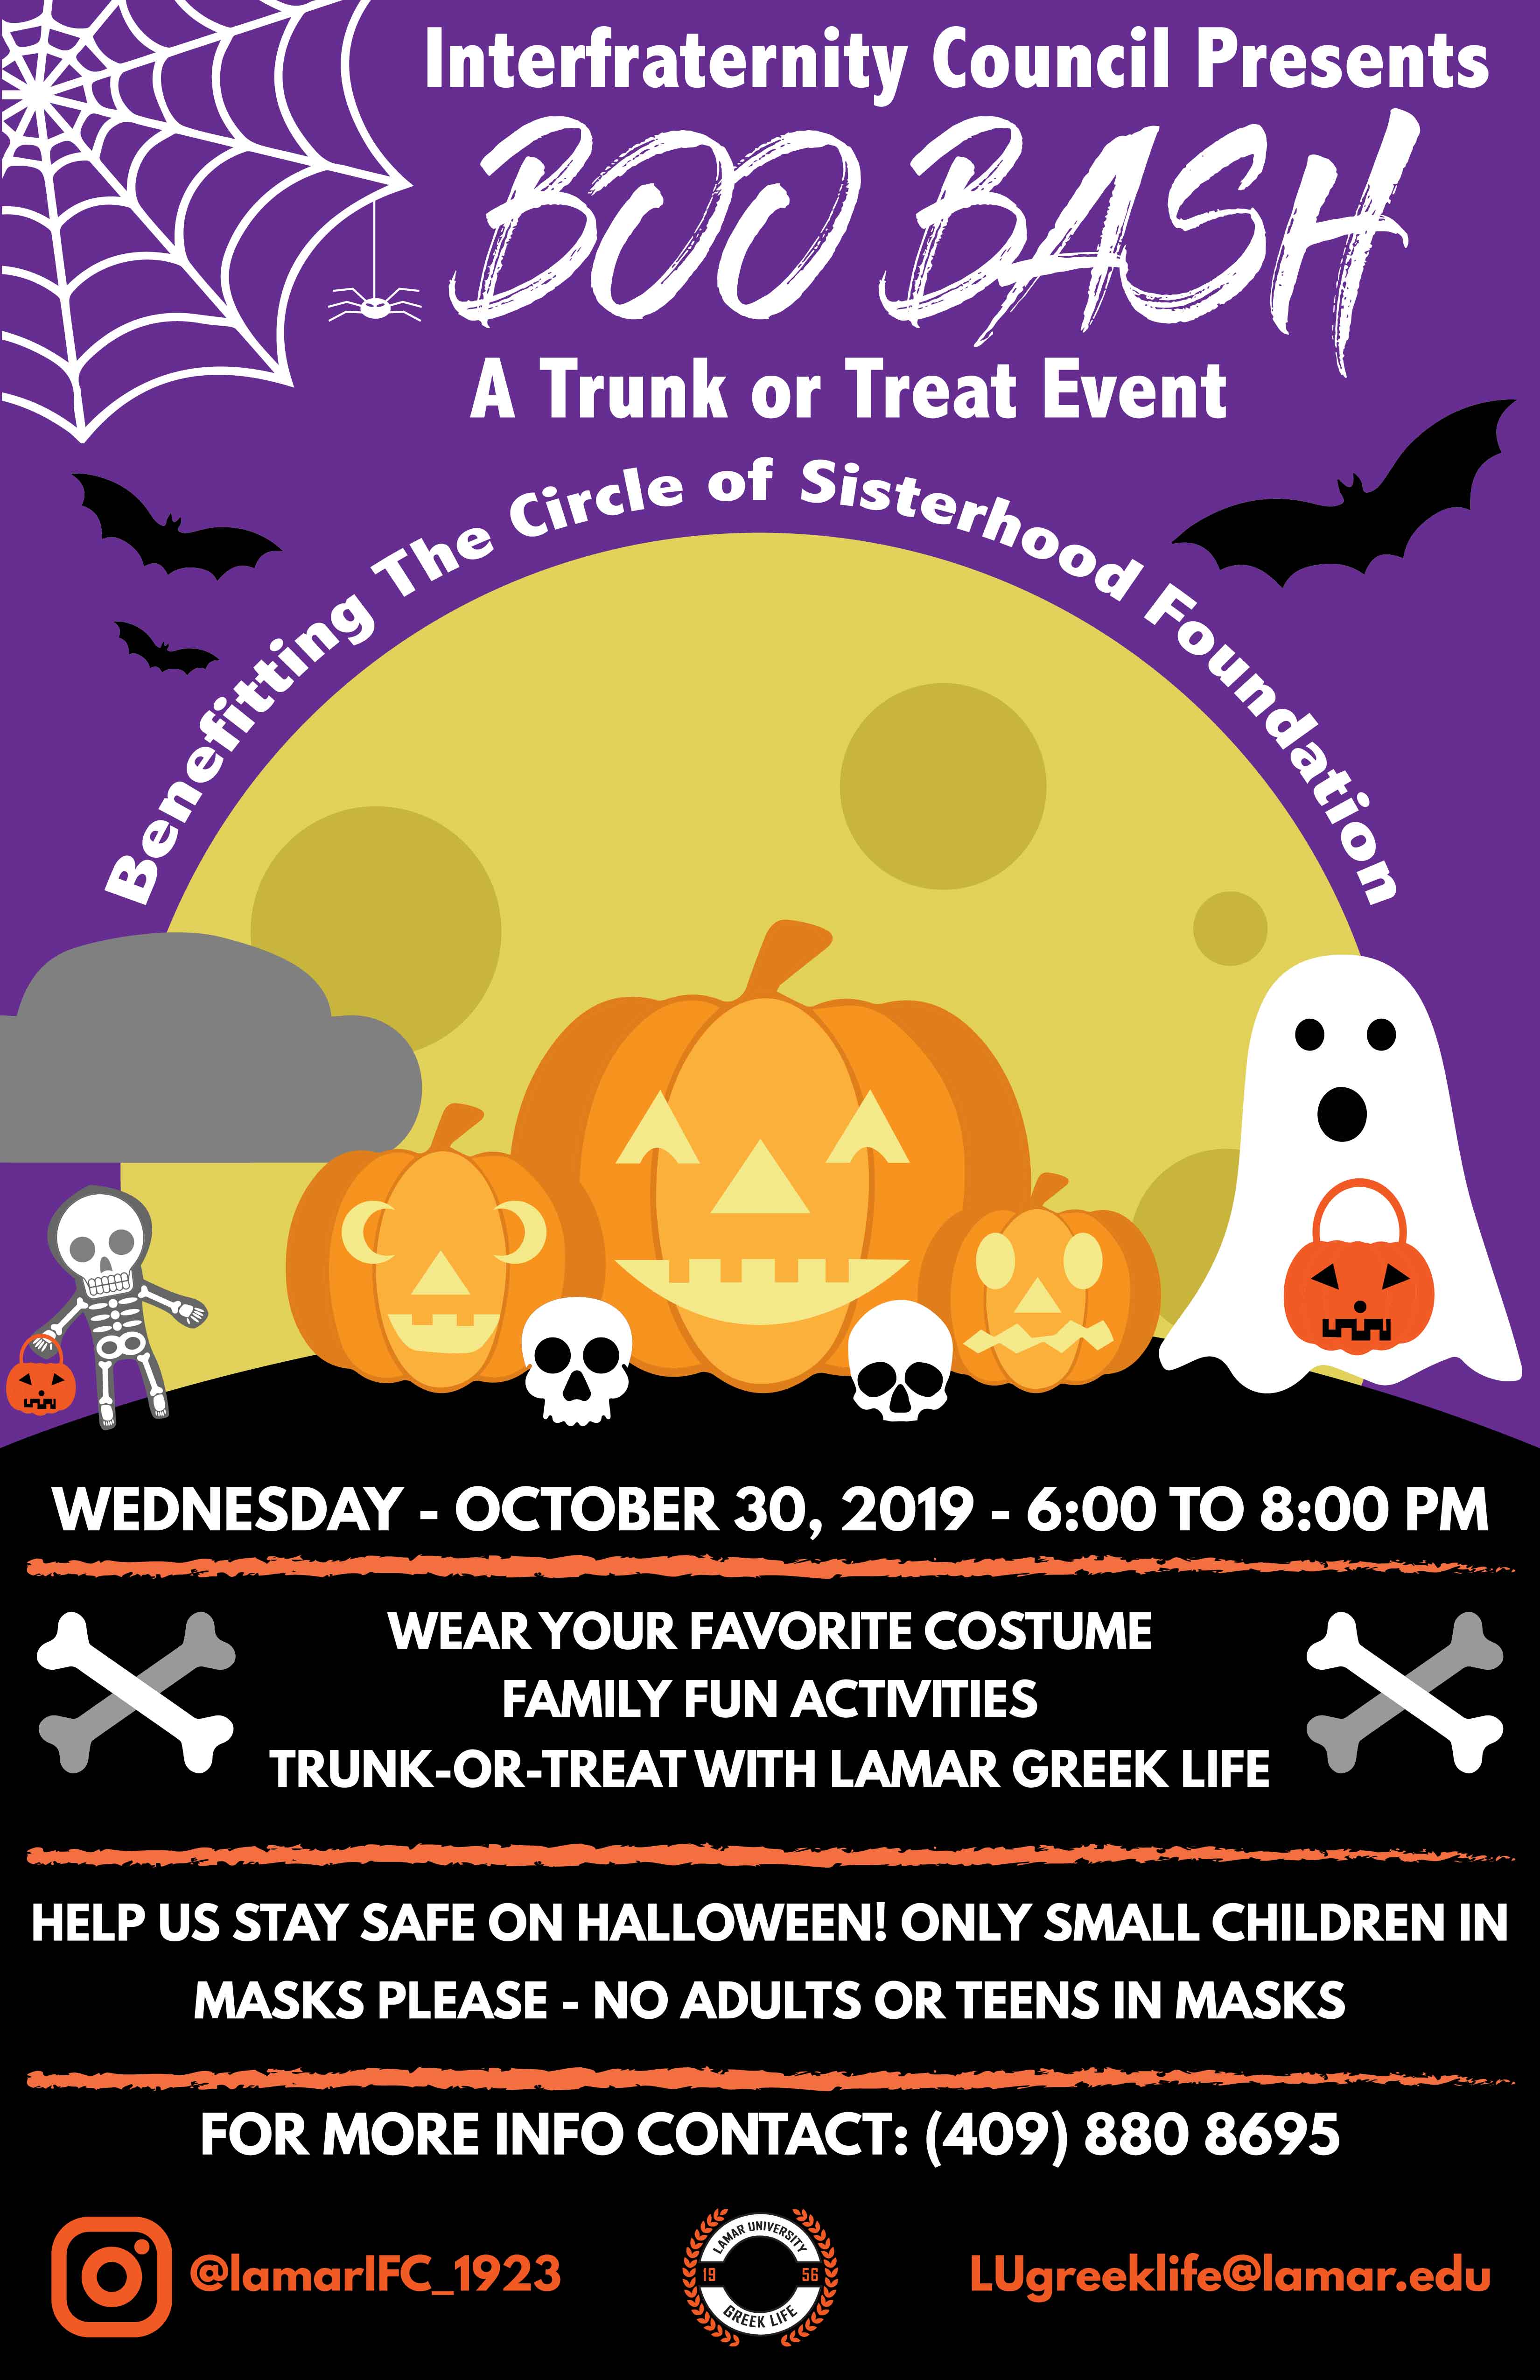 Interfraternity Council Presents
BOO BASH
A Trunk or Treat Event
Benefitting The Circle of Sisterhood Foundation
WEDNESDAY - OCTOBER 30, 2019 - 6:00 TO 8:00 PM
WEAR YOUR FAVORITE COSTUME
FAMILY FUN ACTIVITIES
TRUNK-OR-TREAT WITH LAMAR GREEK LIFE
HELP US STAY SAFE ON HALLOWEEN! ONLY SMALL CHILDREN IN
MASKS PLEASE - NO ADULTS OR TEENS IN MASKS
FOR MORE INFO CONTACT: (409) 880 8695
@lamarIFC_1923
LAMAR UNIVERSITY
19 56
GREEK LIFE
LUgreeklife@lamar.edu